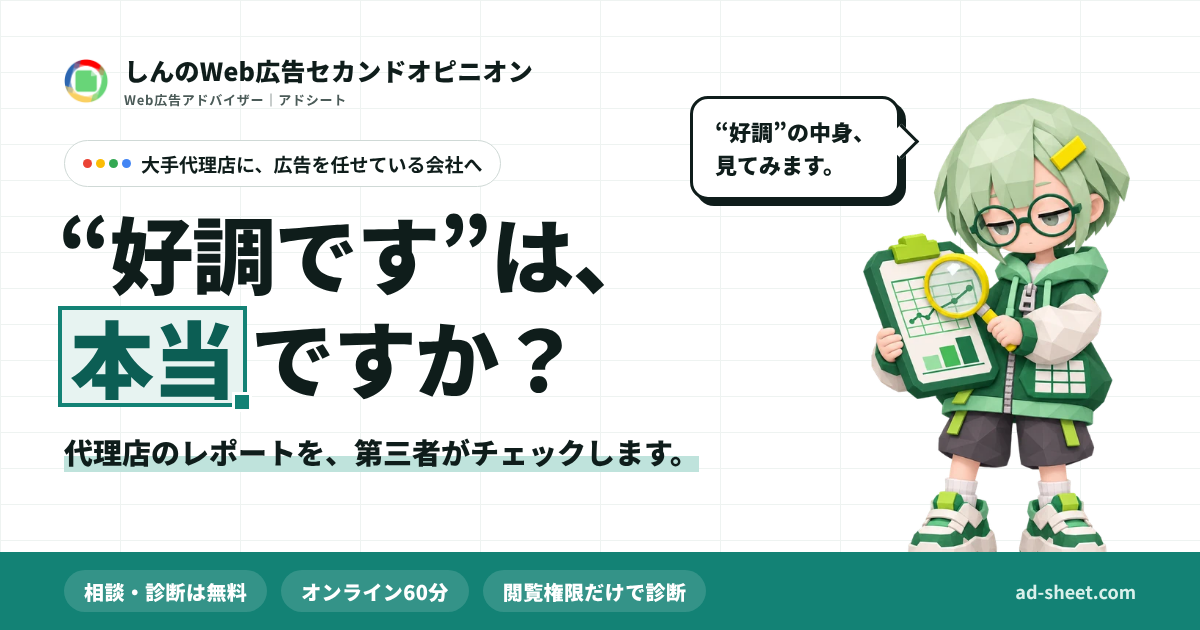 しんのWeb広告セカンドオピニオン
Web広告アドバイザー｜アドシート
大手代理店に、広告を任せている会社へ
“好調です”は、
本当ですか？
代理店のレポートを、第三者がチェックします。
“好調”の中身、
見てみます。
相談・診断は無料
オンライン60分
閲覧権限だけで診断
ad-sheet.com